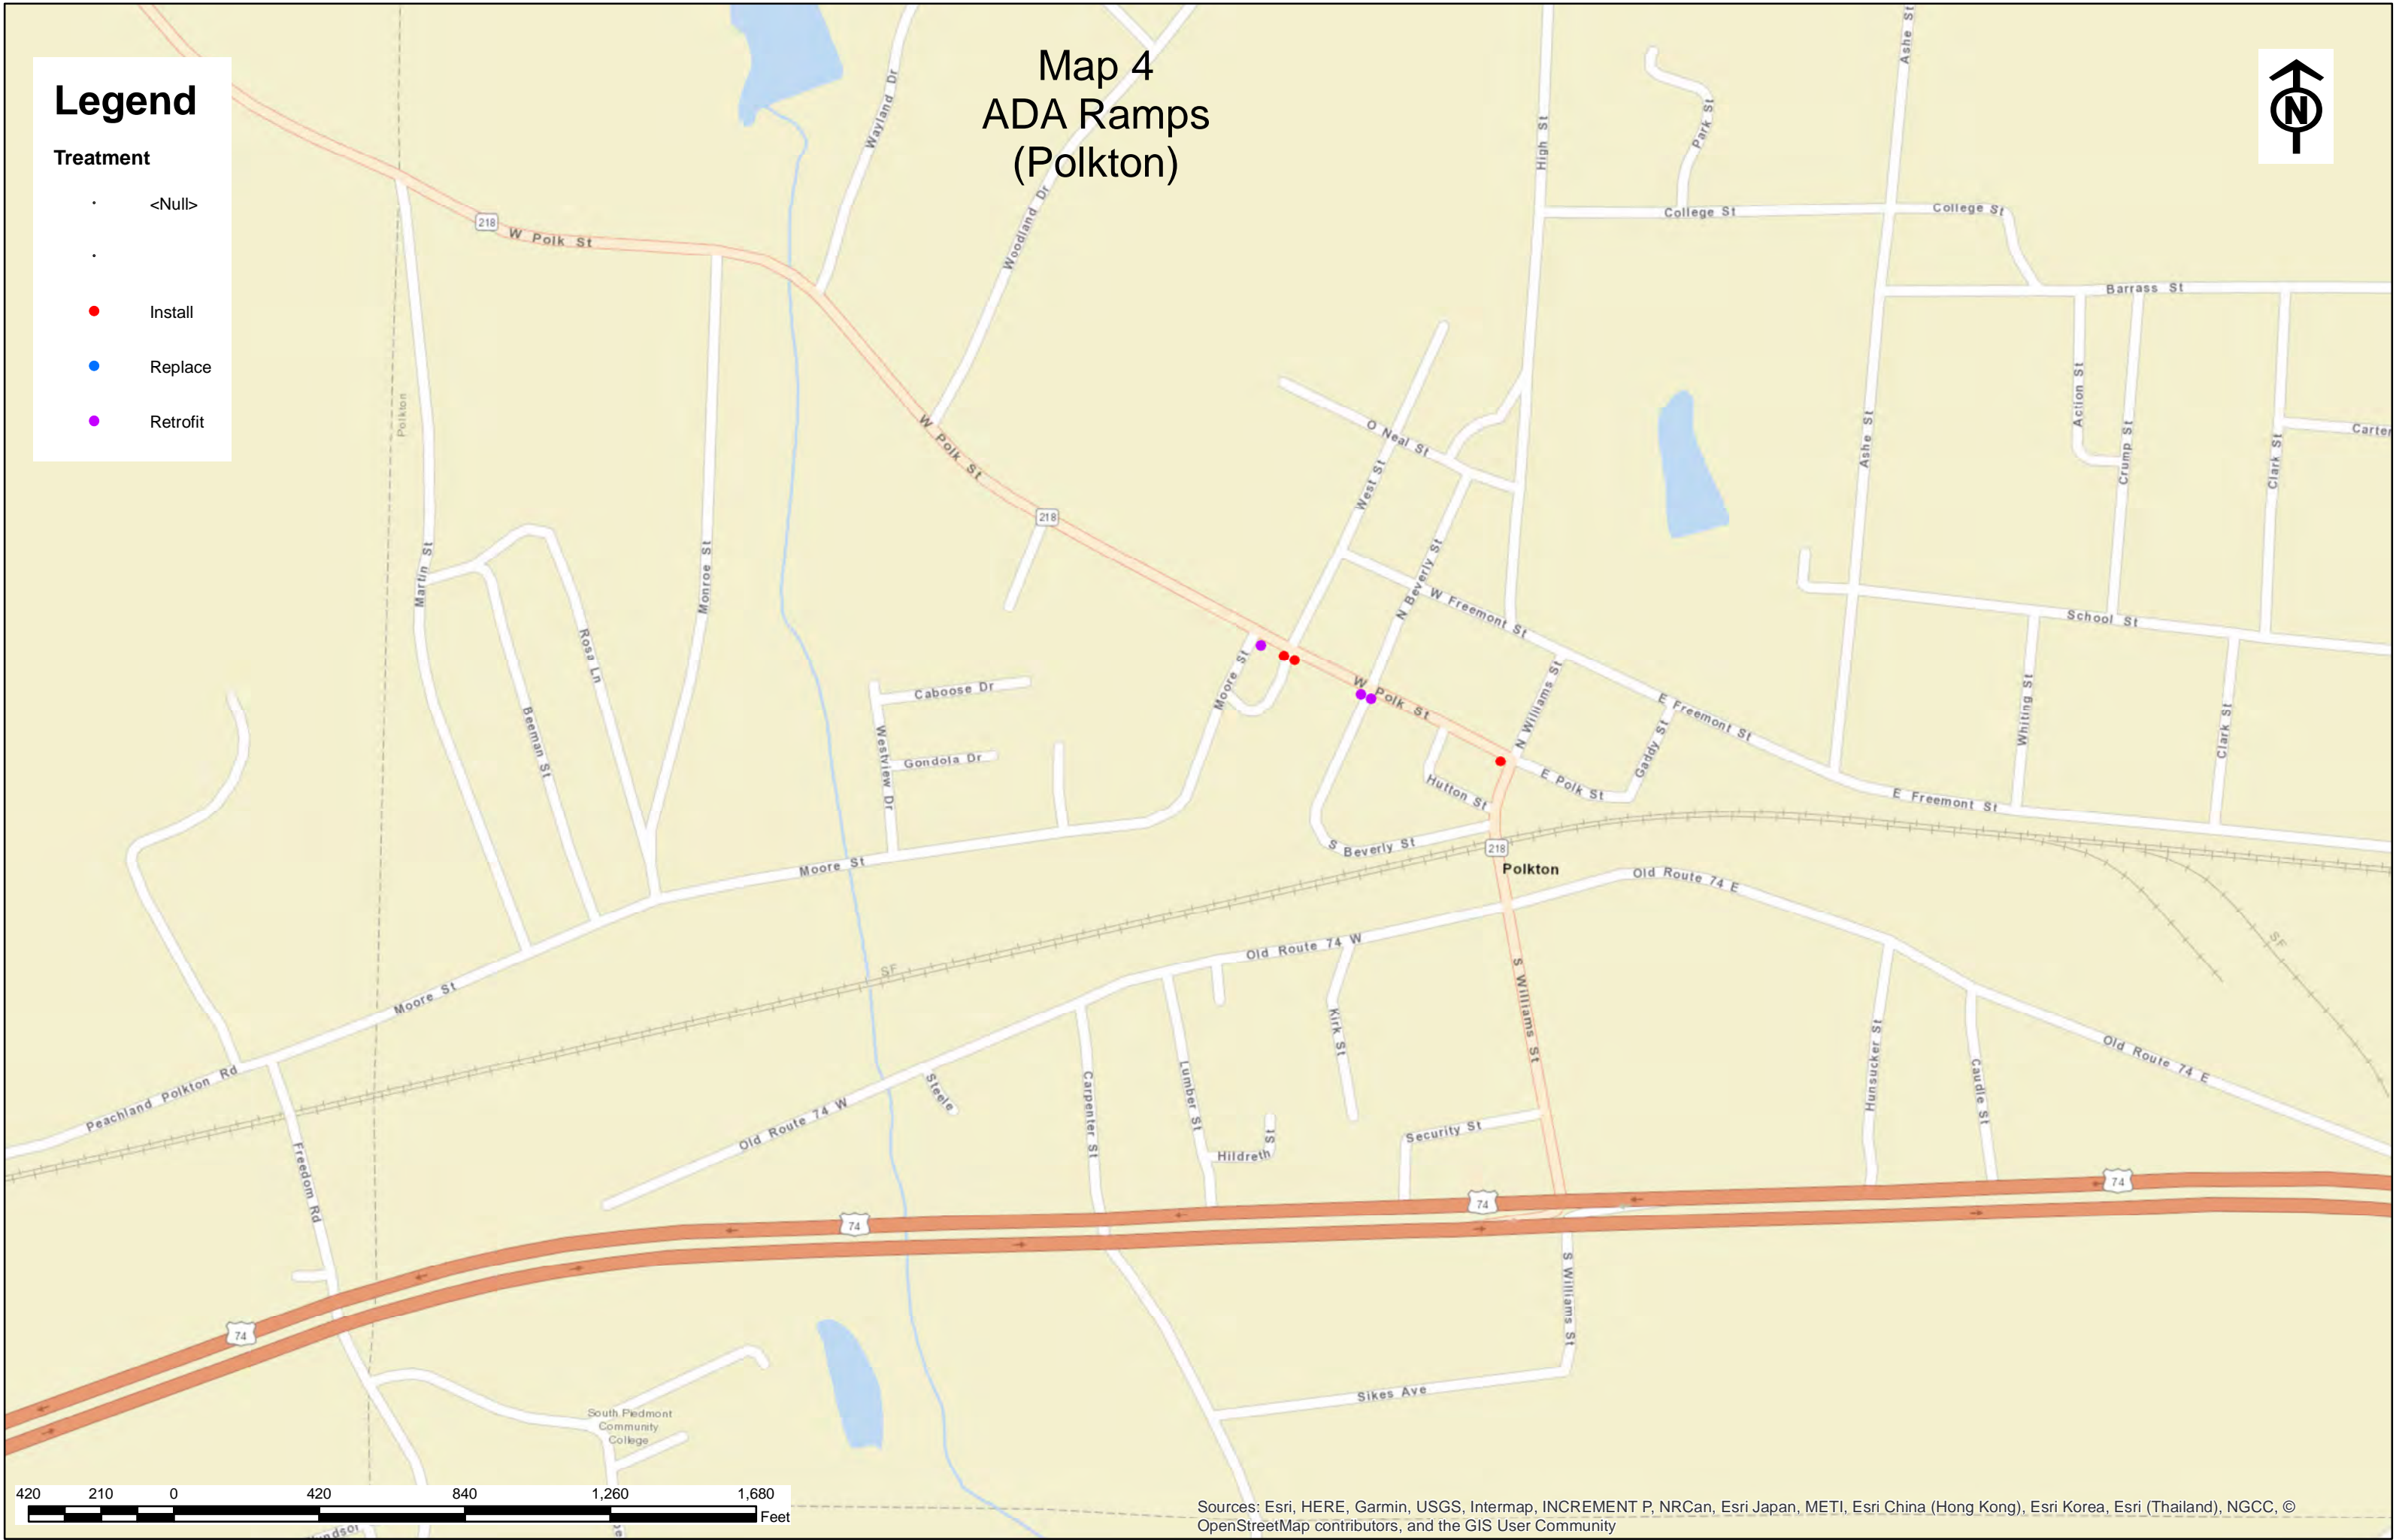 Map 4
ADA Ramps
(Polkton)
N
Legend
Treatment
<Null>
Install
Replace
Retrofit
218
W Polk St
Wayland Dr
Woodland Dr
High St
Park St
Ashe St
College St
College St
Barrass St
Action St
Crump St
Clark St
Carter
Polkton
W Polk St
218
O Neal St
West St
N Beverly St
W Freemont St
Ashe St
School St
Martin St
Monroe St
Rosa Ln
Beeman St
Caboose Dr
Westview Dr
Gondola Dr
Moore St
W Polk St
N Williams St
E Freemont St
Gaddy St
Hutton St
E Polk St
Whiting St
Clark St
E Freemont St
S Beverly St
218
Polkton
Moore St
Old Route 74 E
Old Route 74 W
SF
SF
Moore St
S Williams St
Kirk St
Peachland Polkton Rd
Freedom Rd
Old Route 74 W
Steele
Carpenter St
Lumber St
Hildreth St
Security St
Hunsucker St
Caudle St
Old Route 74 E
74
74
74
74
S Williams St
Sikes Ave
South Piedmont
Community
College
420 210 0 420 840 1,260 1,680
Feet
Sources: Esri, HERE, Garmin, USGS, Intermap, INCREMENT P, NRCan, Esri Japan, METI, Esri China (Hong Kong), Esri Korea, Esri (Thailand), NGCC, ©
OpenStreetMap contributors, and the GIS User Community